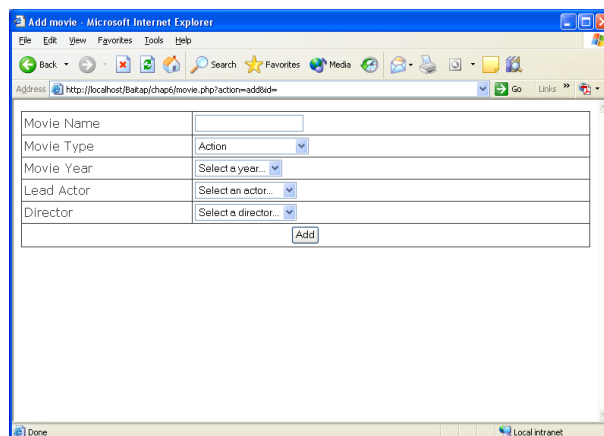 Add movie - Microsoft Internet Explorer
File Edit View Favorites Tools Help
Back Search Favorites Media
Address http://localhost/Baitap/chap6/movie.php?action=add&id= Go Links »
Movie Name
Movie Type Action
Movie Year Select a year...
Lead Actor Select an actor...
Director Select a director...
Add
Done Local intranet